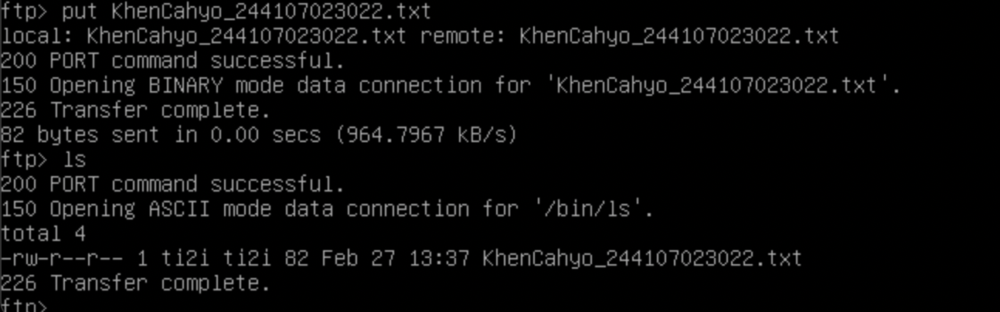 ftp> put KhenCahyo_244107023022.txt
local: KhenCahyo_244107023022.txt remote: KhenCahyo_244107023022.txt
200 PORT command successful.
150 Opening BINARY mode data connection for 'KhenCahyo_244107023022.txt'.
226 Transfer complete.
82 bytes sent in 0.00 secs (964.7967 kB/s)
ftp> ls
200 PORT command successful.
150 Opening ASCII mode data connection for '/bin/ls'.
total 4
-rw-r--r-- 1 ti2i ti2i 82 Feb 27 13:37 KhenCahyo_244107023022.txt
226 Transfer complete.
ftp>